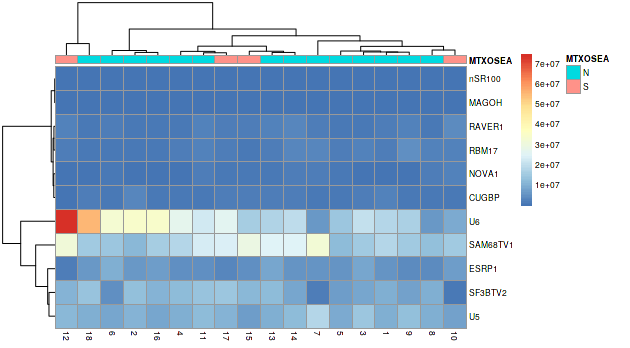 MTXOSEA
nSR100
MAGOH
RAVER1
RBM17
NOVA1
CUGBP
U6
SAM68TV1
ESRP1
SF3BTV2
U5
12 18 6 2 16 4 11 17 15 13 14 7 5 3 1 9 8 10
7e+07
6e+07
5e+07
4e+07
3e+07
2e+07
1e+07
MTXOSEA
N
S